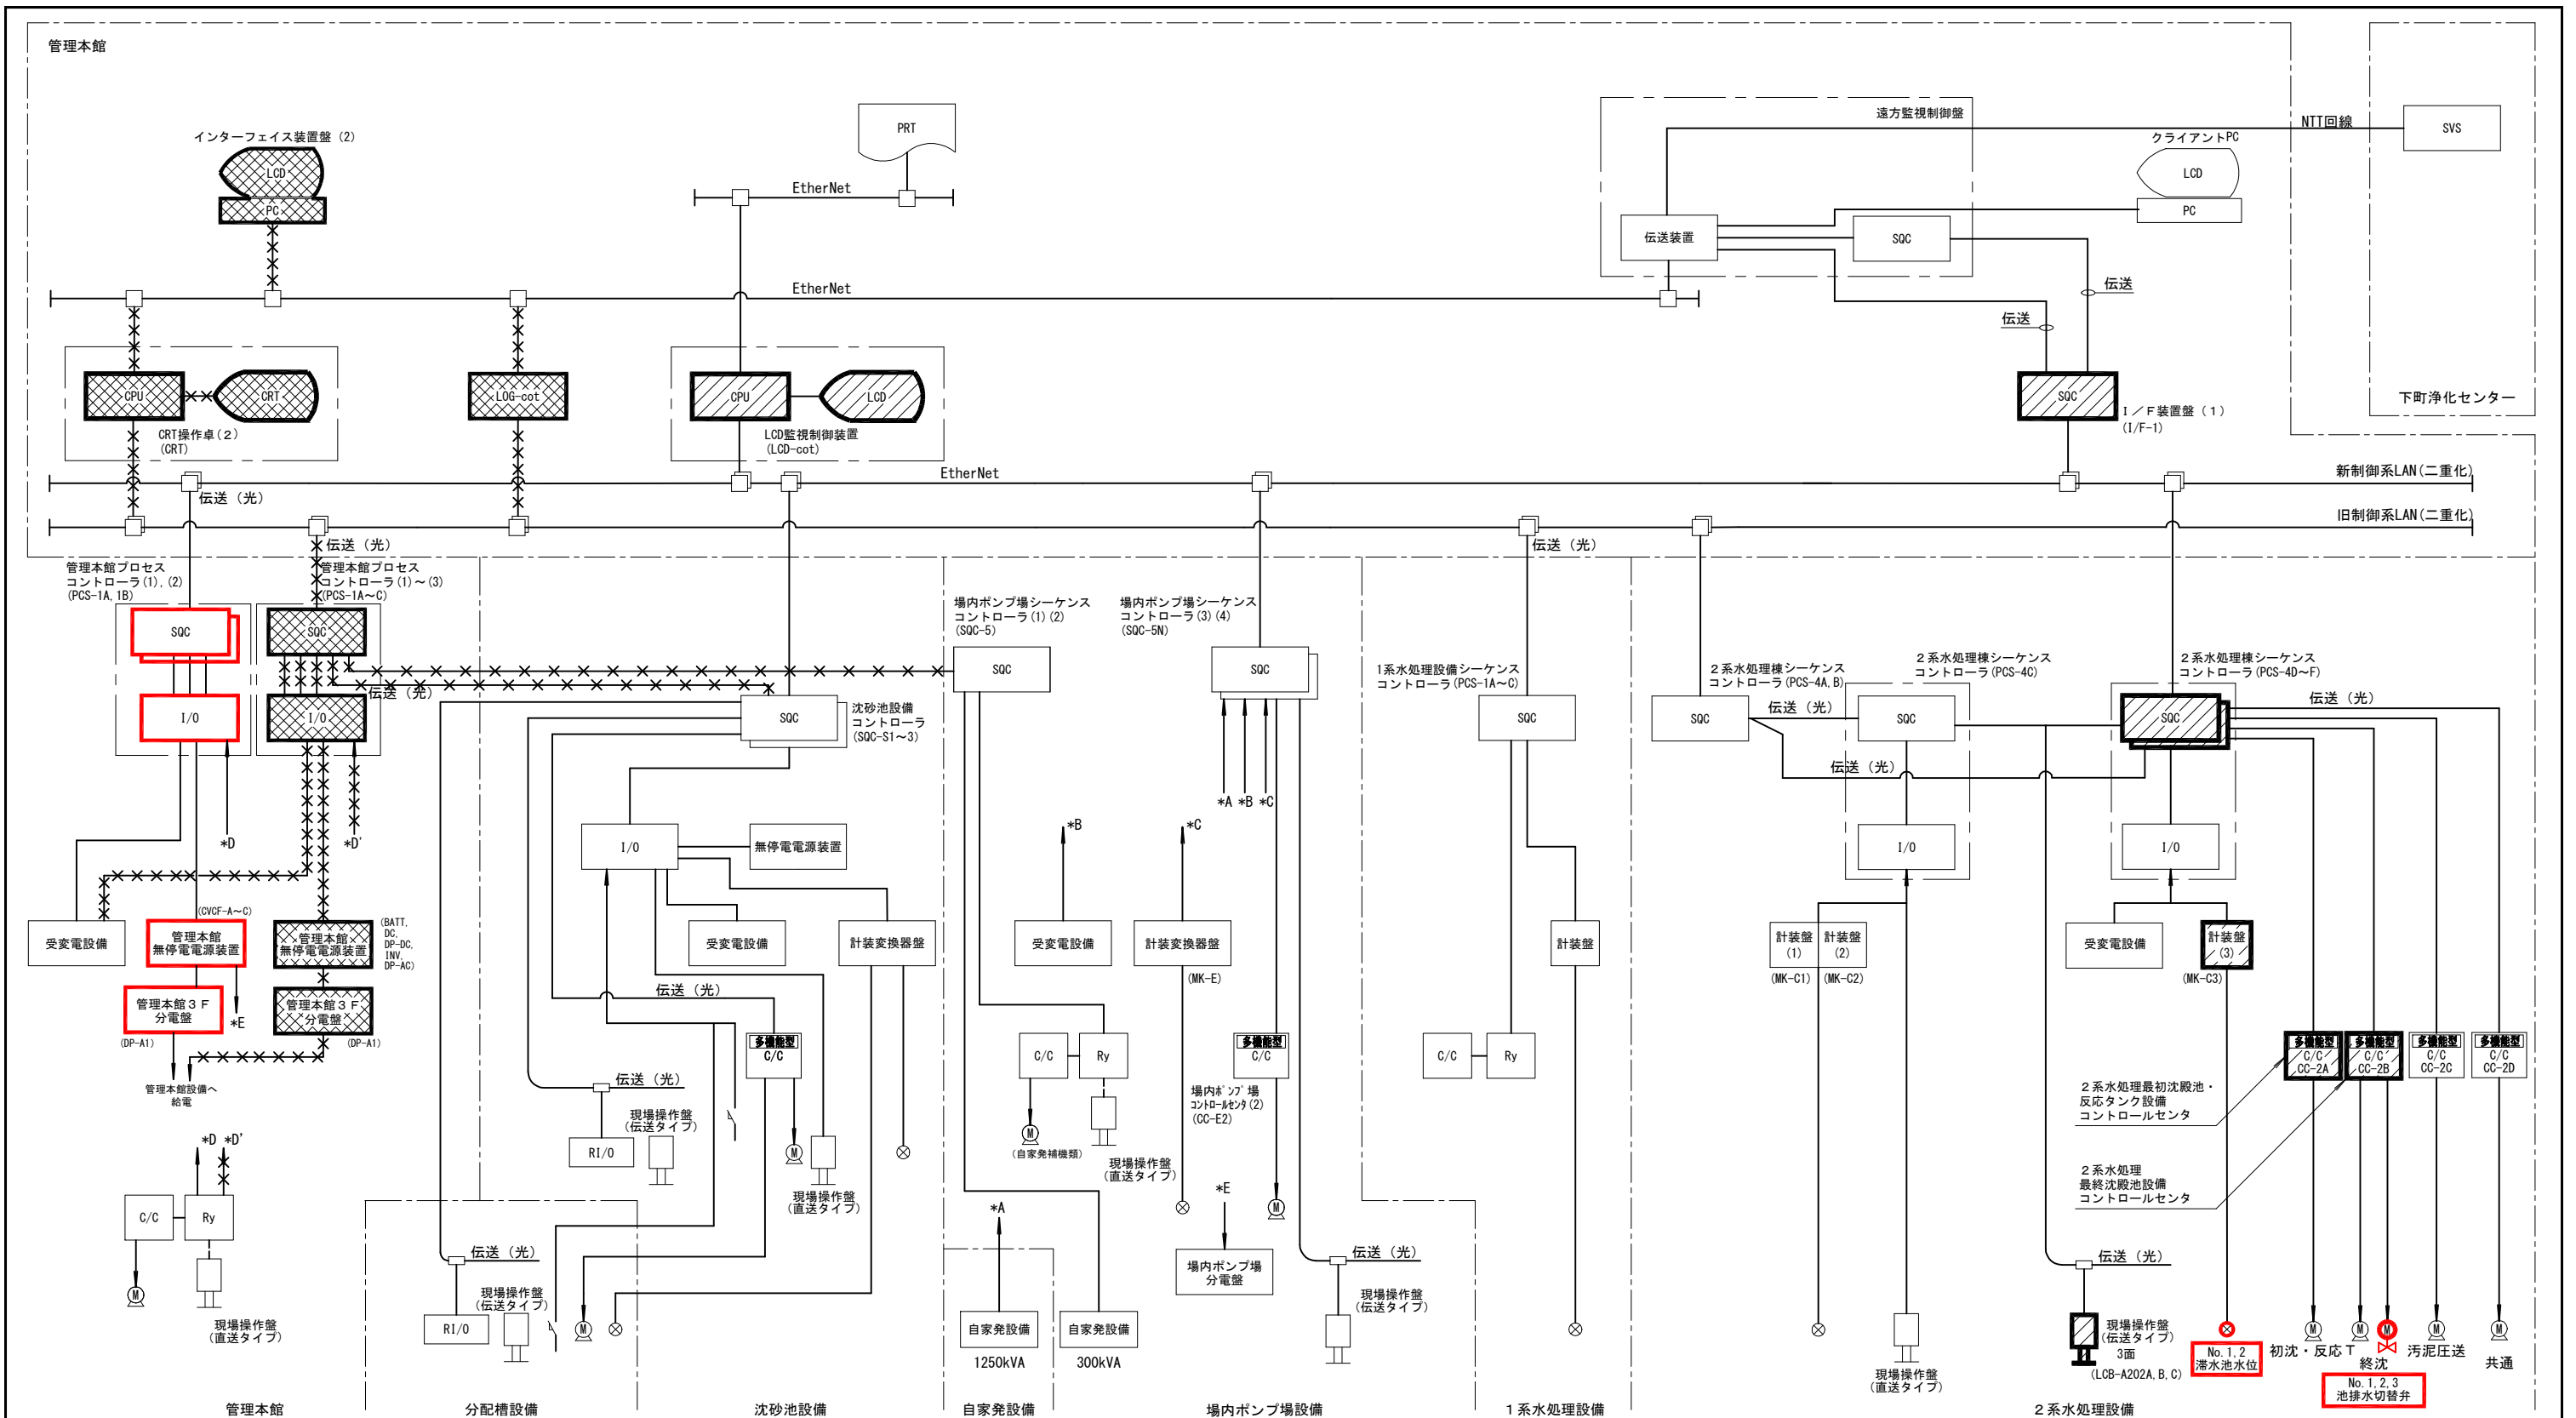 管理本館
インターフェイス装置盤(2)
LCD
PC
PRT
EtherNet
遠方監視制御盤
伝送装置
SQC
NTT回線
SVS
クライアントPC
LCD
PC
EtherNet
伝送
伝送
CPU
CRT
CRT操作卓(2)
(CRT)
LOG-cot
CPU
LCD
LCD監視制御装置
(LCD-cot)
SQC
I/F装置盤(1)
(I/F-1)
下町浄化センター
EtherNet
新制御系LAN(二重化)
伝送(光)
旧制御系LAN(二重化)
伝送(光)
伝送(光)
管理本館プロセス
コントローラ(1),(2)
(PCS-1A,1B)
SQC
I/O
管理本館プロセス
コントローラ(1)~(3)
(PCS-1A~C)
SQC
I/O
伝送(光)
*D
*D'
受変電設備
(CVCF-A~C)
管理本館
無停電電源装置
管理本館3F
分電盤
(DP-A1)
*E
管理本館
無停電電源装置
(BATT,
DC,
DP-DC,
INV,
DP-AC)
管理本館3F
分電盤
(DP-A1)
管理本館設備へ
給電
*D *D'
C/C
Ry
M
現場操作盤
(直送タイプ)
管理本館
SQC
沈砂池設備
コントローラ
(SQC-S1~3)
I/O
無停電電源装置
受変電設備
計装変換器盤
伝送(光)
多機能型
C/C
伝送(光)
RI/O
現場操作盤
(伝送タイプ)
M
現場操作盤
(直送タイプ)
伝送(光)
RI/O
現場操作盤
(伝送タイプ)
M
分配槽設備
沈砂池設備
場内ポンプ場シーケンス
コントローラ(1)(2)
(SQC-5)
SQC
*B
受変電設備
C/C
Ry
M
(自家発補機類)
現場操作盤
(直送タイプ)
*A
自家発設備
1250kVA
自家発設備
300kVA
自家発設備
場内ポンプ場シーケンス
コントローラ(3)(4)
(SQC-5N)
SQC
*A *B *C
*C
計装変換器盤
(MK-E)
多機能型
C/C
場内ポンプ場
コントロールセンタ(2)
(CC-E2)
M
*E
場内ポンプ場
分電盤
伝送(光)
現場操作盤
(伝送タイプ)
場内ポンプ場設備
1系水処理設備シーケンス
コントローラ(PCS-1A~C)
SQC
計装盤
C/C
Ry
1系水処理設備
2系水処理棟シーケンス
コントローラ(PCS-4A,B)
SQC
伝送(光)
伝送(光)
2系水処理棟シーケンス
コントローラ(PCS-4C)
SQC
I/O
2系水処理棟シーケンス
コントローラ(PCS-4D~F)
SQC
I/O
伝送(光)
計装盤
(1)
計装盤
(2)
(MK-C1)
(MK-C2)
受変電設備
計装盤
(3)
(MK-C3)
多機能型
C/C
CC-2A
多機能型
C/C
CC-2B
多機能型
C/C
CC-2C
多機能型
C/C
CC-2D
2系水処理最初沈殿池・
反応タンク設備
コントロールセンタ
2系水処理
最終沈殿池設備
コントロールセンタ
伝送(光)
現場操作盤
(直送タイプ)
現場操作盤
(伝送タイプ)
3面
(LCB-A202A,B,C)
No.1,2
滞水池水位
M
M
M
M
M
初沈・反応T
終沈
汚泥圧送
共通
No.1,2,3
池排水切替弁
2系水処理設備